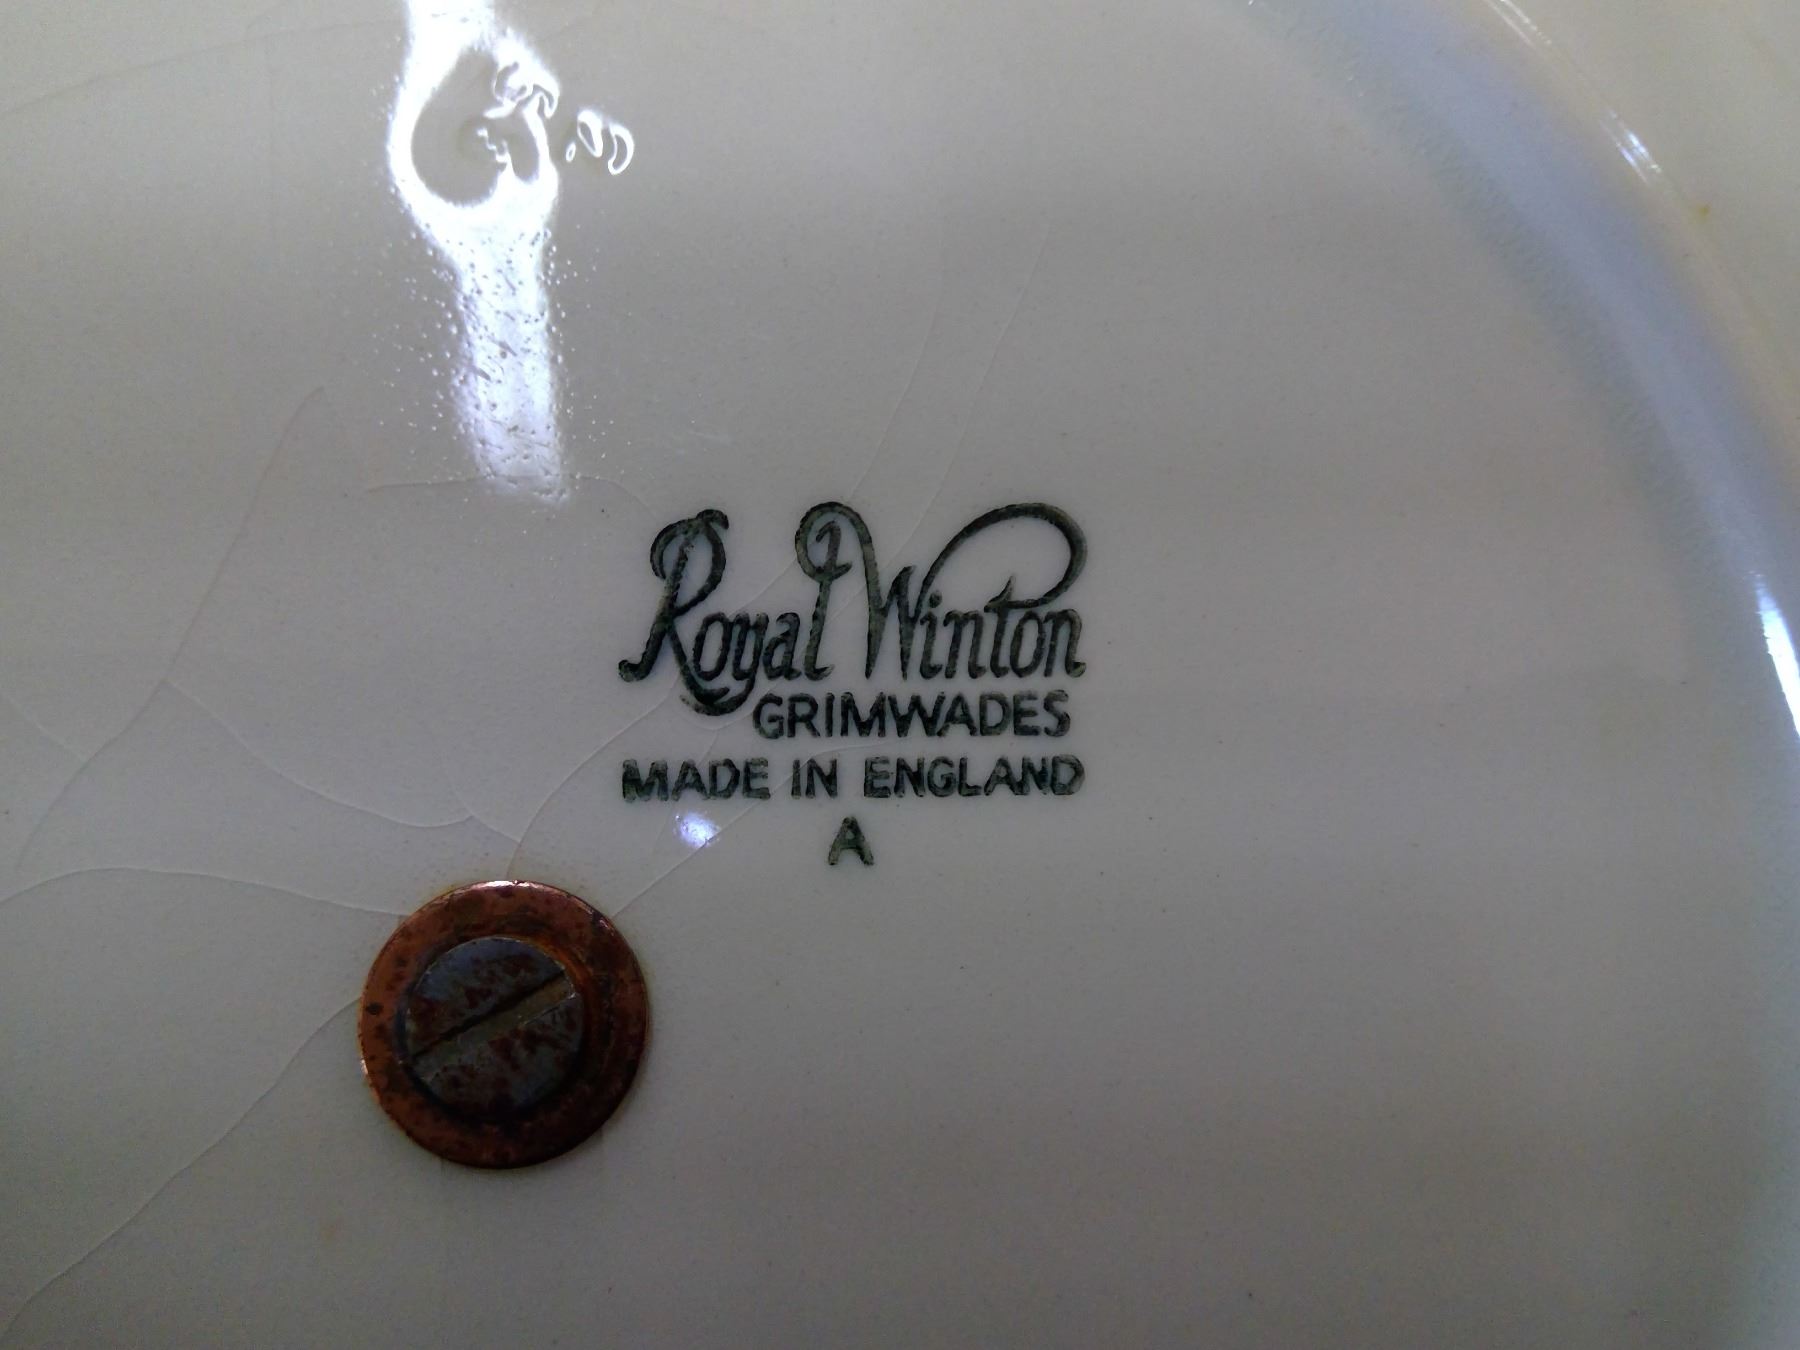 Royal Winton
GRIMWADES
MADE IN ENGLAND
A